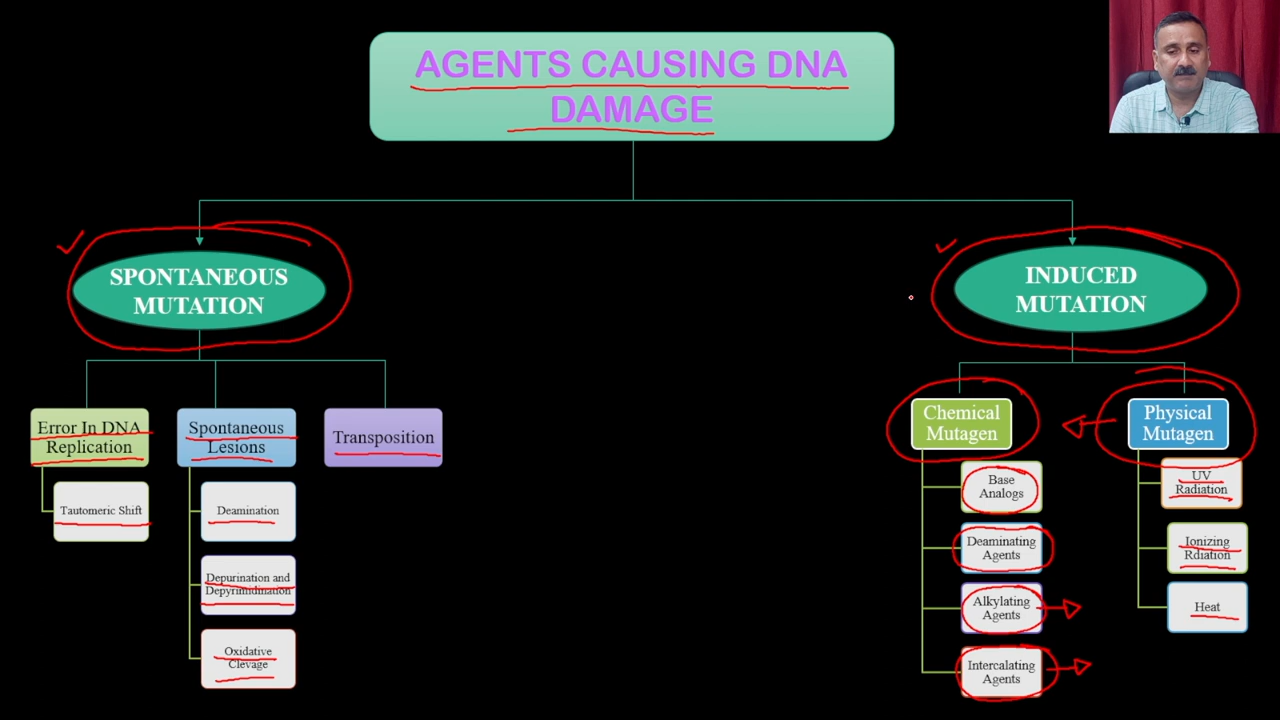 AGENTS CAUSING DNA
DAMAGE
SPONTANEOUS
MUTATION
INDUCED
MUTATION
Error In DNA
Replication
Spontaneous
Lesions
Transposition
Tautomeric Shift
Deamination
Depurination and
Depyrimidination
Oxidative
Clevage
Chemical
Mutagen
Physical
Mutagen
Base
Analogs
Deaminating
Agents
Alkylating
Agents
Intercalating
Agents
UV
Radiation
Ionizing
Rdiation
Heat